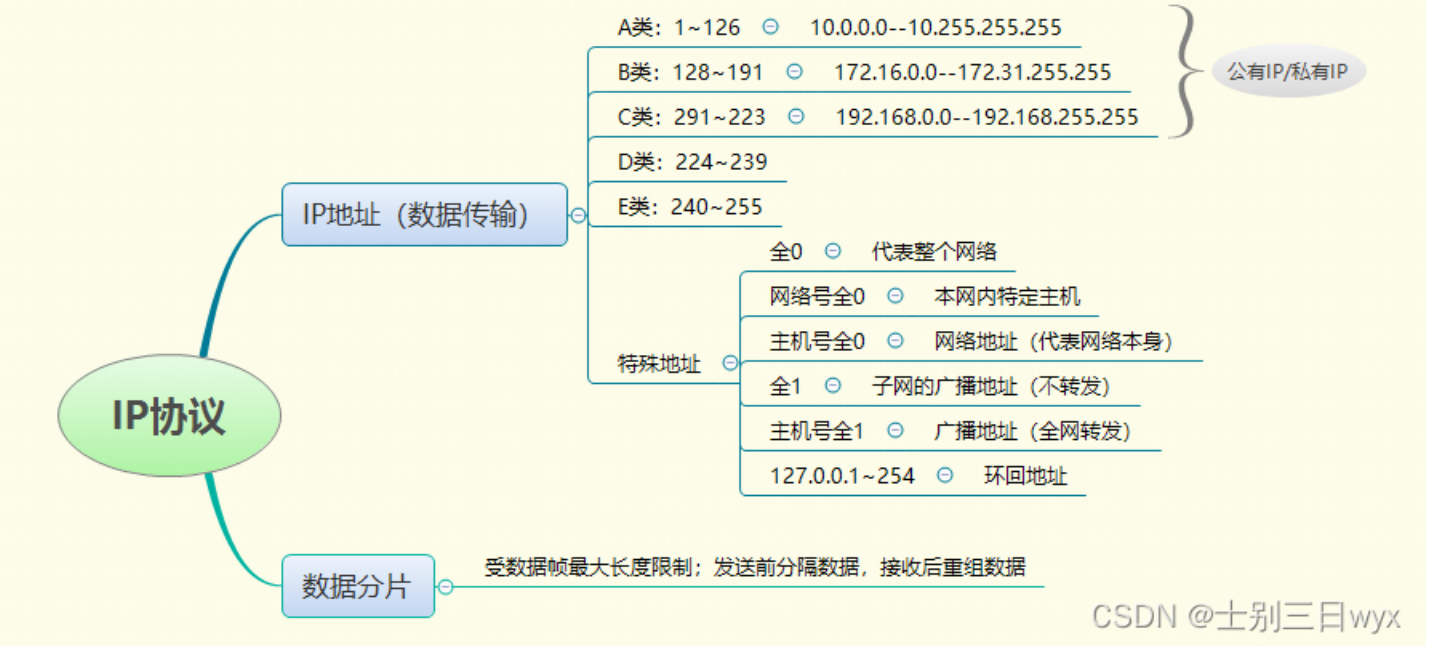 A类：1~126 10.0.0.0--10.255.255.255
B类：128~191 172.16.0.0--172.31.255.255
公有IP/私有IP
C类：291~223 192.168.0.0--192.168.255.255
D类：224~239
E类：240~255
IP地址（数据传输）
全0 代表整个网络
网络号全0 本网内特定主机
主机号全0 网络地址（代表网络本身）
特殊地址
全1 子网的广播地址（不转发）
主机号全1 广播地址（全网转发）
127.0.0.1~254 环回地址
IP协议
数据分片
受数据帧最大长度限制；发送前分隔数据，接收后重组数据
CSDN @士别三日wyx